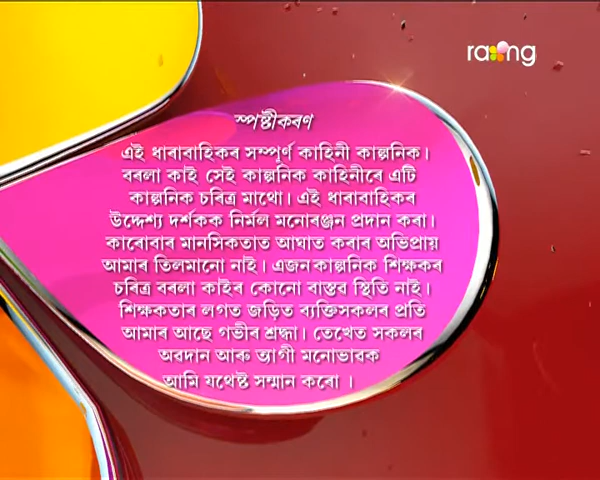 raang
স্পষ্টীকৰণ
এই ধাৰাবাহিকৰ সম্পূৰ্ণ কাহিনী কাল্পনিক।
বৰলা কাই সেই কাল্পনিক কাহিনীৰে এটি
কাল্পনিক চৰিত্ৰ মাথো। এই ধাৰাবাহিকৰ
উদ্দেশ্য দৰ্শকক নিৰ্মল মনোৰঞ্জন প্ৰদান কৰা।
কাৰোবাৰ মানসিকতাত আঘাত কৰাৰ অভিপ্ৰায়
আমাৰ তিলমানো নাই। এজন কাল্পনিক শিক্ষকৰ
চৰিত্ৰ বৰলা কাইৰ কোনো বাস্তৱ স্থিতি নাই।
শিক্ষকতাৰ লগত জড়িত ব্যক্তিসকলৰ প্ৰতি
আমাৰ আছে গভীৰ শ্ৰদ্ধা। তেখেত সকলৰ
অৱদান আৰু ত্যাগী মনোভাৱক
আমি যথেষ্ট সন্মান কৰো ।